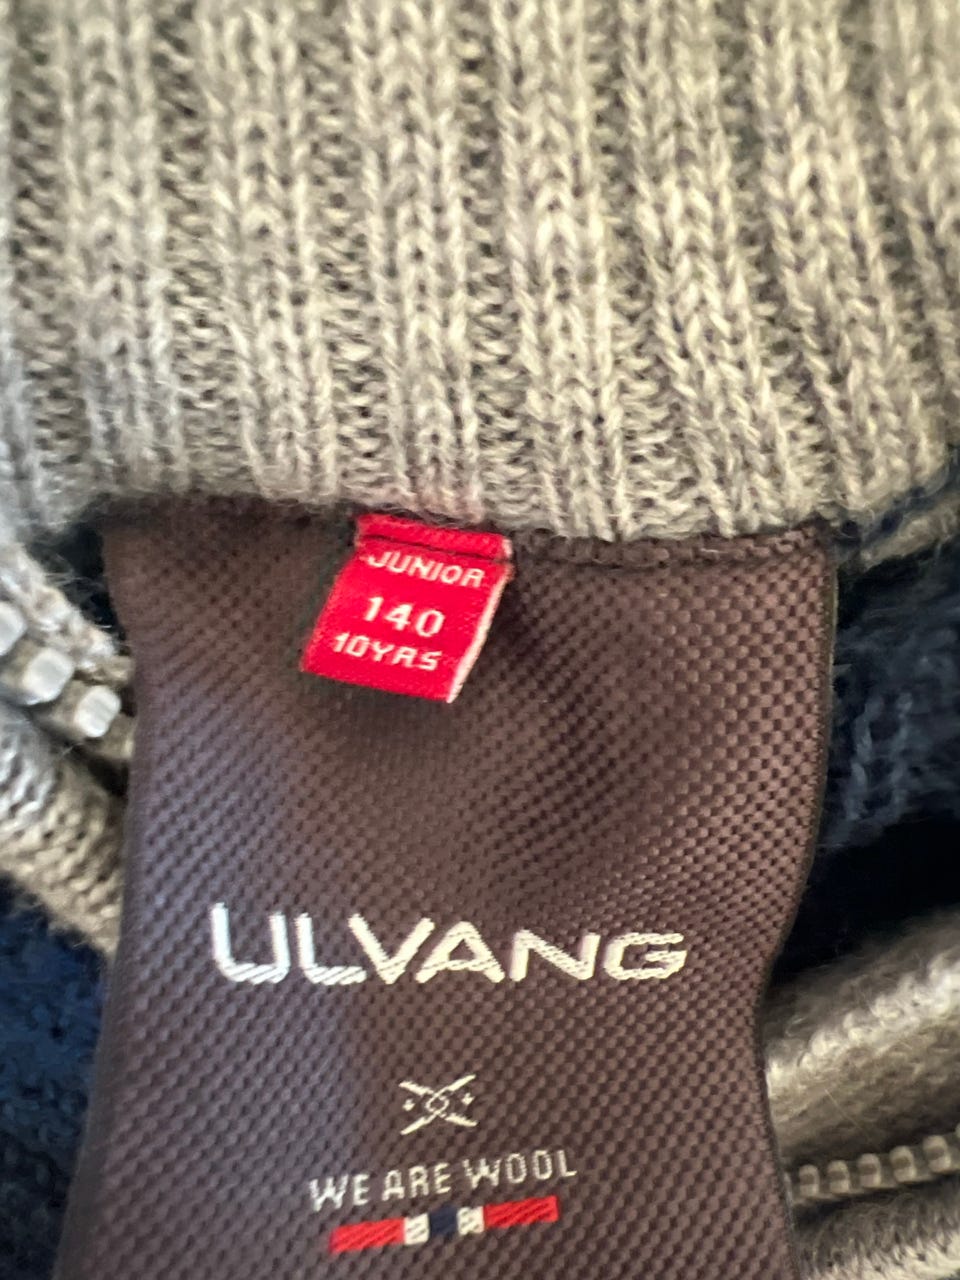 JUNIOR
140
10YRS
ULVANG
WE ARE WOOL